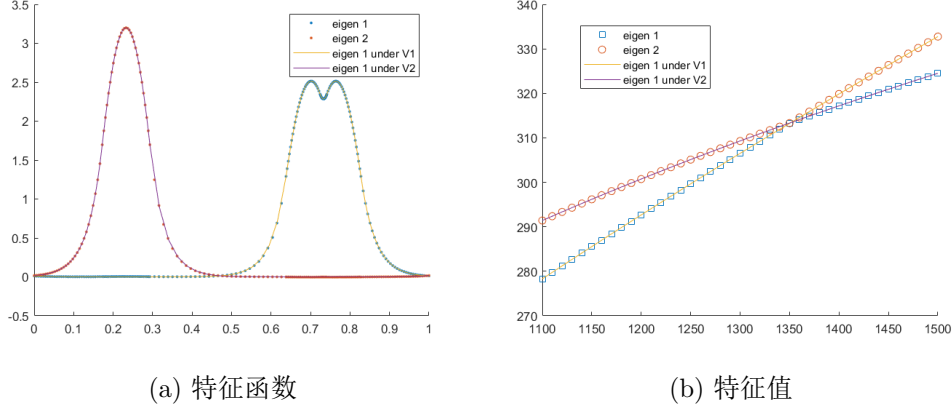 3.5
3
2.5
2
1.5
1
0.5
0
-0.5
0 0.1 0.2 0.3 0.4 0.5 0.6 0.7 0.8 0.9 1
eigen 1
eigen 2
eigen 1 under V1
eigen 1 under V2
(a) 特征函数
340
330
320
310
300
290
280
270
1100 1150 1200 1250 1300 1350 1400 1450 1500
eigen 1
eigen 2
eigen 1 under V1
eigen 1 under V2
(b) 特征值